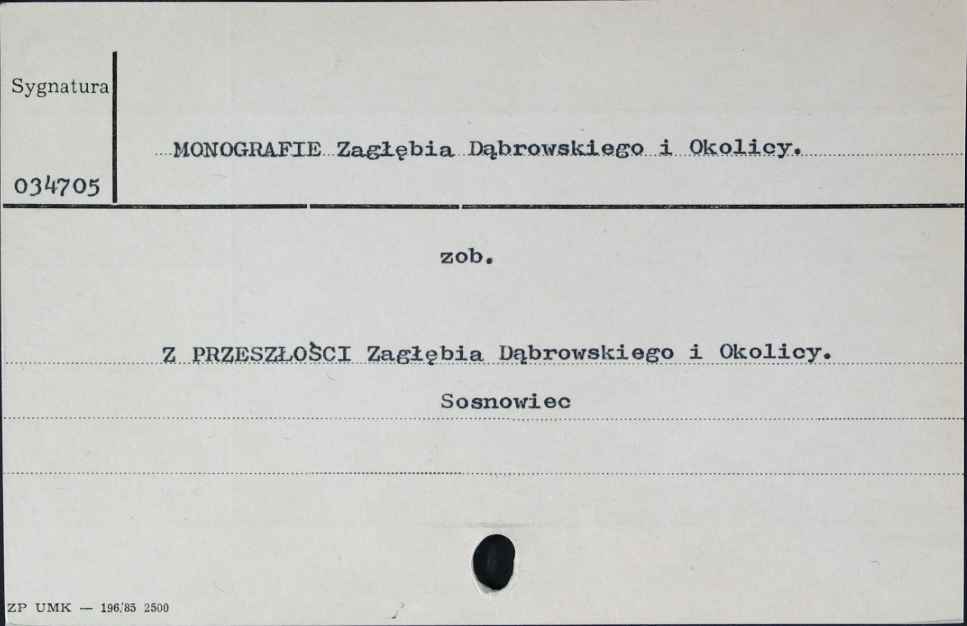 Sygnatura
MONOGRAFIE Zagłębia Dąbrowskiego i Okolicy.
034705
zob.
Z PRZESZŁOŚCI Zagłębia Dąbrowskiego i Okolicy.
Sosnowiec
ZP UMK — 196/85 2500